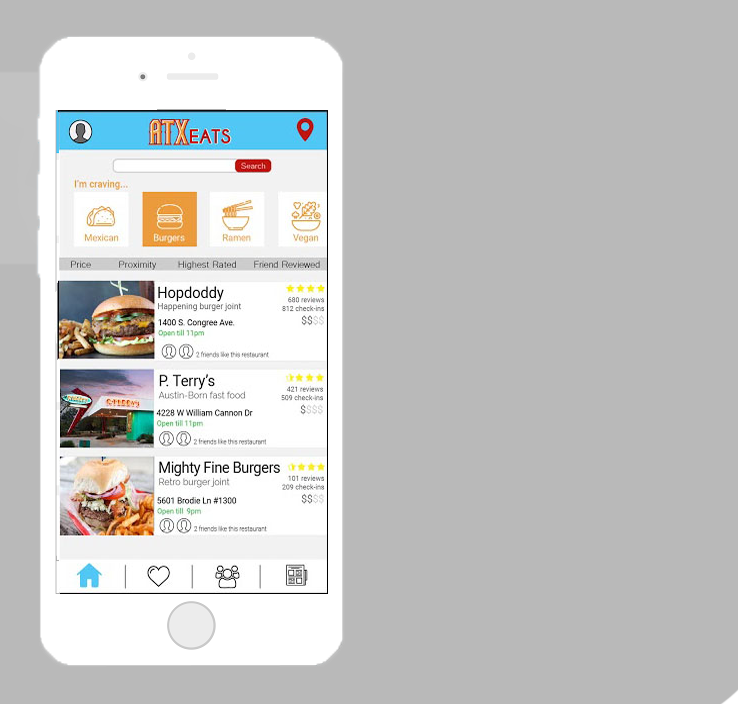 ATXEATS
Search
I'm craving...
Mexican Burgers Ramen Vegan
Price Proximity Highest Rated Friend Reviewed
Hopdoddy
Happening burger joint
680 reviews
812 check-ins
1400 S. Congree Ave.
$$$$
Open till 11pm
2 friends like this restaurant
P. Terry's
Austin-Born fast food
421 reviews
509 check-ins
4228 W William Cannon Dr
$$$$
Open till 11pm
2 friends like this restaurant
Mighty Fine Burgers
Retro burger joint
101 reviews
209 check-ins
5601 Brodie Ln #1300
$$$$
Open till 9pm
2 friends like this restaurant